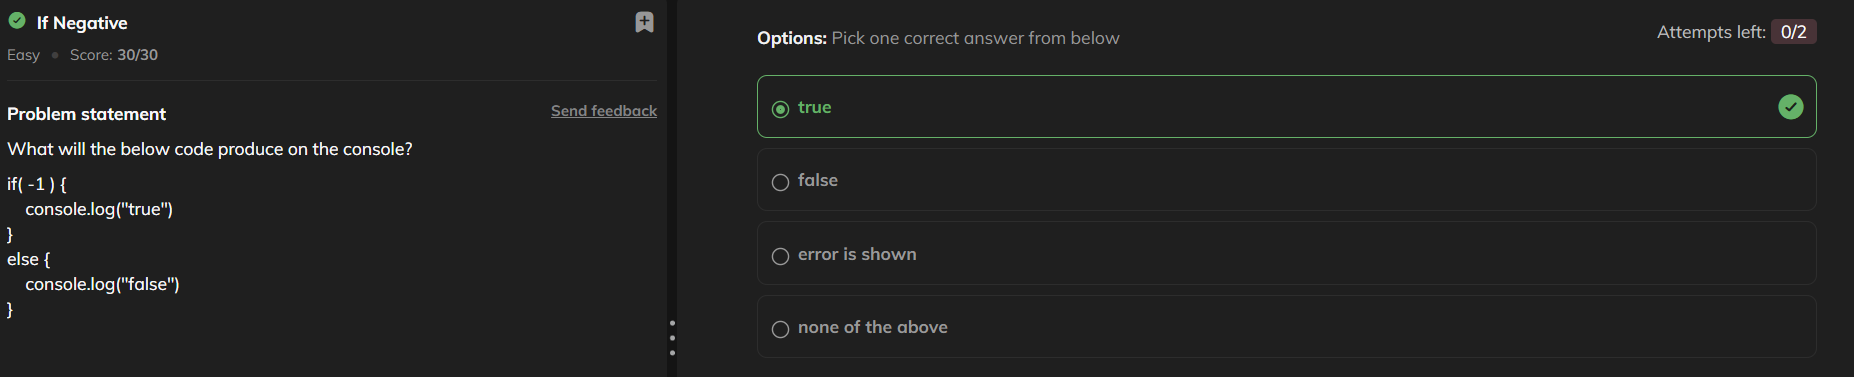 If Negative
Easy • Score: 30/30
Problem statement
Send feedback
What will the below code produce on the console?
if( -1 ) {
console.log("true")
}
else {
console.log("false")
}
Options: Pick one correct answer from below
Attempts left: 0/2
true
false
error is shown
none of the above